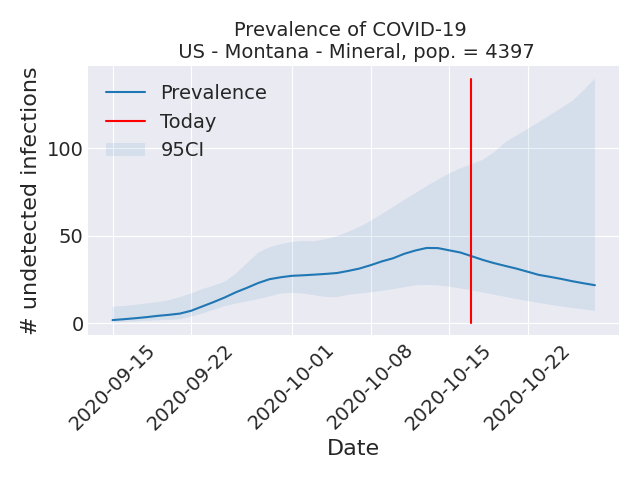 Prevalence of COVID-19
US - Montana - Mineral, pop. = 4397
# undetected infections
100
50
0
Prevalence
Today
95CI
2020-09-15
2020-09-22
2020-10-01
2020-10-08
2020-10-15
2020-10-22
Date